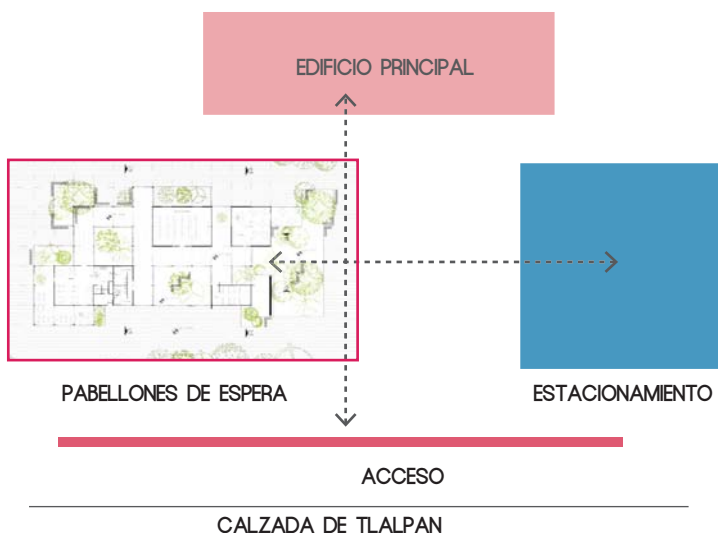 EDIFICIO PRINCIPAL
PABELLONES DE ESPERA
ESTACIONAMIENTO
ACCESO
CALZADA DE TLALPAN